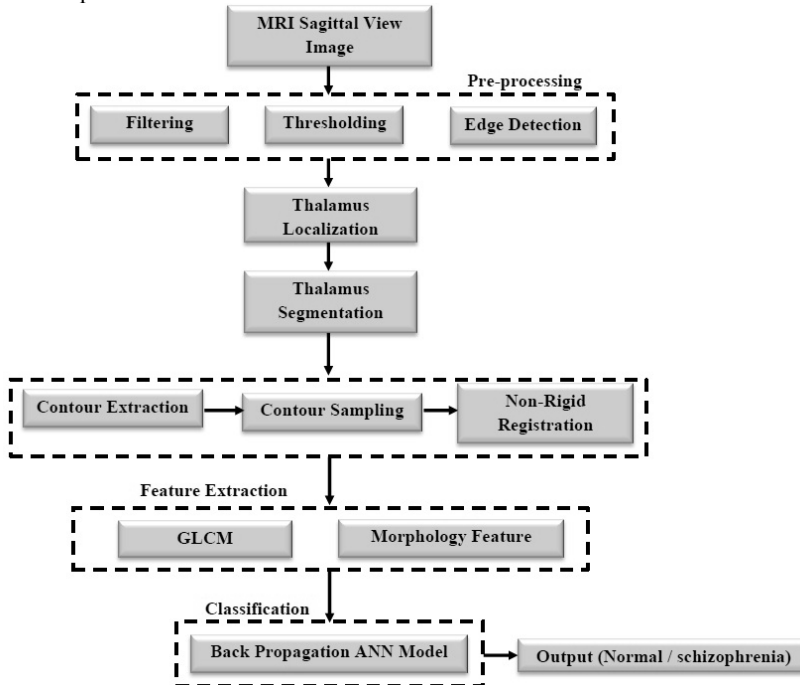 MRI Sagittal View
Image
Pre-processing
Filtering
Thresholding
Edge Detection
Thalamus
Localization
Thalamus
Segmentation
Contour Extraction
Contour Sampling
Non-Rigid
Registration
Feature Extraction
GLCM
Morphology Feature
Classification
Back Propagation ANN Model
Output (Normal / schizophrenia)